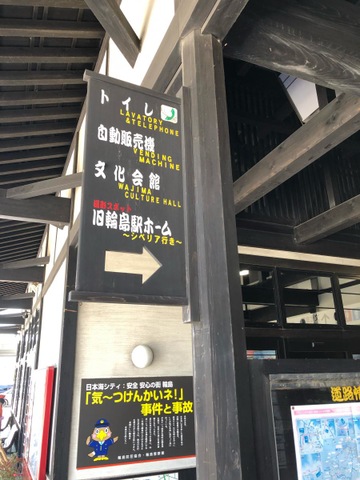 トイレ
LAVATORY
& TELEPHONE
自動販売機
VENDING
MACHINE
文化会館
WAJIMA
CULTURE HALL
旧輪島駅ホーム
～シベリア行き～
日本海シティ：安全 安心の街 輪島
「気～つけんかいネ!」
事件と事故